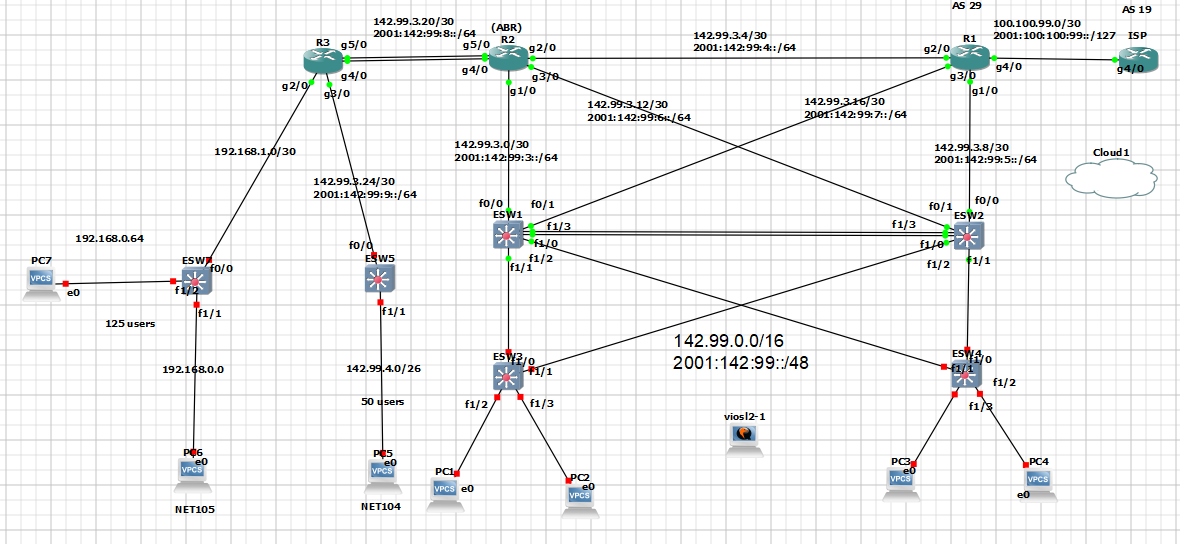 AS 29
AS 19
142.99.3.20/30
2001:142:99:8::/64
(ABR)
R2
100.100.99.0/30
2001:100:100:99::/127
R3
g5/0
g5/0
g2/0
142.99.3.4/30
2001:142:99:4::/64
R1
g2/0
ISP
g4/0
g4/0
g3/0
g3/0
g4/0
g4/0
g2/0
g3/0
g1/0
g1/0
142.99.3.12/30
2001:142:99:6::/64
142.99.3.16/30
2001:142:99:7::/64
192.168.1.0/30
142.99.3.0/30
2001:142:99:3::/64
142.99.3.8/30
2001:142:99:5::/64
Cloud1
142.99.3.24/30
2001:142:99:9::/64
f0/0
f0/1
f0/1
f0/0
ESW1
f1/3
f1/3
ESW2
f1/0
f1/0
192.168.0.64
f0/0
f1/2
f1/1
f1/2
f1/1
PC7
VPCS
e0
ESW
f0/0
f1/2
ESW5
f1/1
f1/1
125 users
142.99.0.0/16
2001:142:99::/48
192.168.0.0
142.99.4.0/26
ESW3
f1/0
f1/1
ESW4
f1/0
f1/1
f1/2
50 users
f1/2
f1/3
f1/3
viosl2-1
PC6
e0
VPCS
PC5
e0
VPCS
PC1
VPCS
e0
PC2
e0
VPCS
PC3
e0
VPCS
PC4
VPCS
e0
NET105
NET104